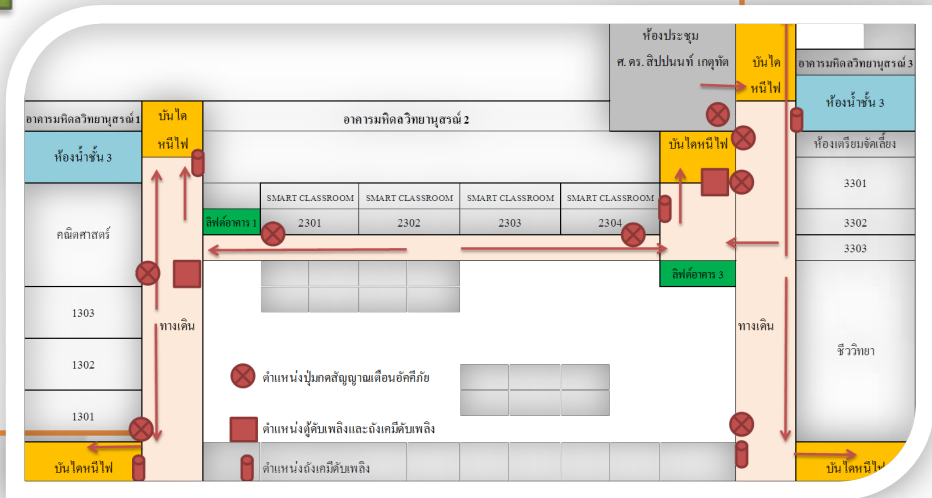 ห้องประชุม
ศ. ดร. สิปปนนท์ เกตุทัต
บันได
หนีไฟ
อาคารมหิดลวิทยานุสรณ์ 3
ห้องน้ำชั้น 3
อาคารมหิดลวิทยานุสรณ์ 1
บันได
หนีไฟ
อาคารมหิดลวิทยานุสรณ์ 2
บันไดหนีไฟ
ห้องเตรียมจัดเลี้ยง
ห้องน้ำชั้น 3
3301
SMART CLASSROOM
SMART CLASSROOM
SMART CLASSROOM
SMART CLASSROOM
ลิฟต์อาคาร 1
2301
2302
2303
2304
3302
คณิตศาสตร์
3303
ลิฟต์อาคาร 3
1303
ทางเดิน
ทางเดิน
ชีววิทยา
1302
ตำแหน่งปุ่มกดสัญญาณเตือนอัคคีภัย
1301
ตำแหน่งตู้ดับเพลิงและถังเคมีดับเพลิง
บันไดหนีไฟ
ตำแหน่งถังเคมีดับเพลิง
บันไดหนีไฟ